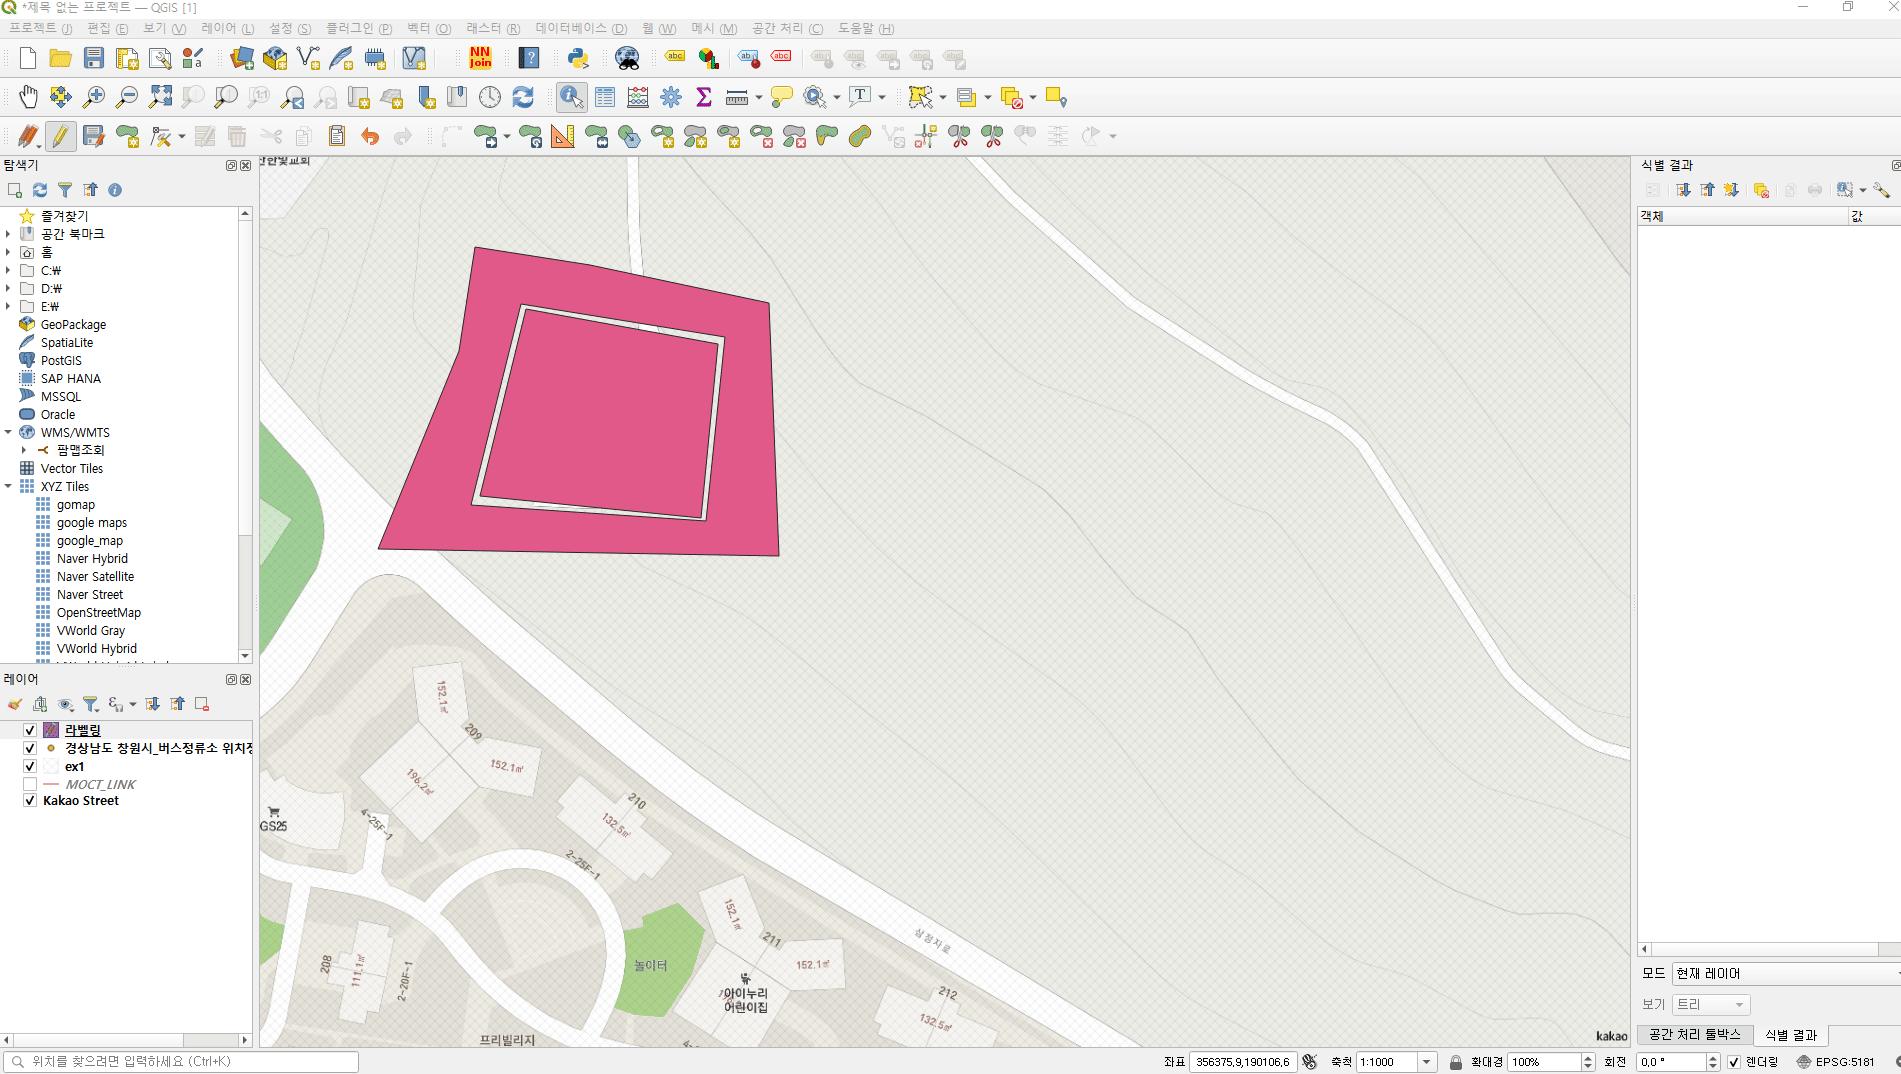 *제목 없는 프로젝트 — QGIS [1]
프로젝트 (J) 편집 (E) 보기 (V) 레이어 (L) 설정 (S) 플러그인 (P) 벡터 (O) 래스터 (R) 데이터베이스 (D) 웹 (W) 메시 (M) 공간 처리 (C) 도움말 (H)
NN
Join
abc
abc
1:1
탐색기
즐겨찾기
공간 북마크
홈
C:\
D:\
E:\
GeoPackage
SpatiaLite
PostGIS
SAP HANA
MSSQL
Oracle
WMS/WMTS
팜맵조회
Vector Tiles
XYZ Tiles
gomap
google maps
google_map
Naver Hybrid
Naver Satellite
Naver Street
OpenStreetMap
VWorld Gray
VWorld Hybrid
레이어
라벨링
경상남도 창원시_버스정류소 위치정
ex1
MOCT_LINK
Kakao Street
152.1㎡
209
152.1㎡
196.2㎡
4-25F-1
GS25
210
132.5㎡
2-25F-1
152.1㎡
211
152.1㎡
208
111.1㎡
2-20F-1
놀이터
아이누리
어린이집
212
132.5㎡
삼정자로
프리빌리지
kakao
식별 결과
객체 값
모드 현재 레이어
보기 트리
공간 처리 툴박스 식별 결과
위치를 찾으려면 입력하세요 (Ctrl+K)
좌표 356375,9,190106,6 축척 1:1000 확대경 100% 회전 0,0 ° 렌더링 EPSG:5181